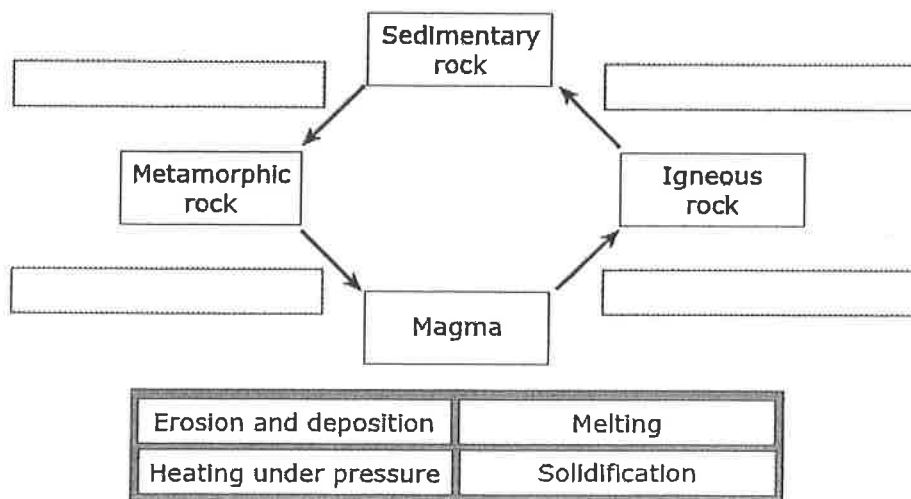 Sedimentary
rock
Metamorphic
rock
Igneous
rock
Magma
Erosion and deposition
Melting
Heating under pressure
Solidification